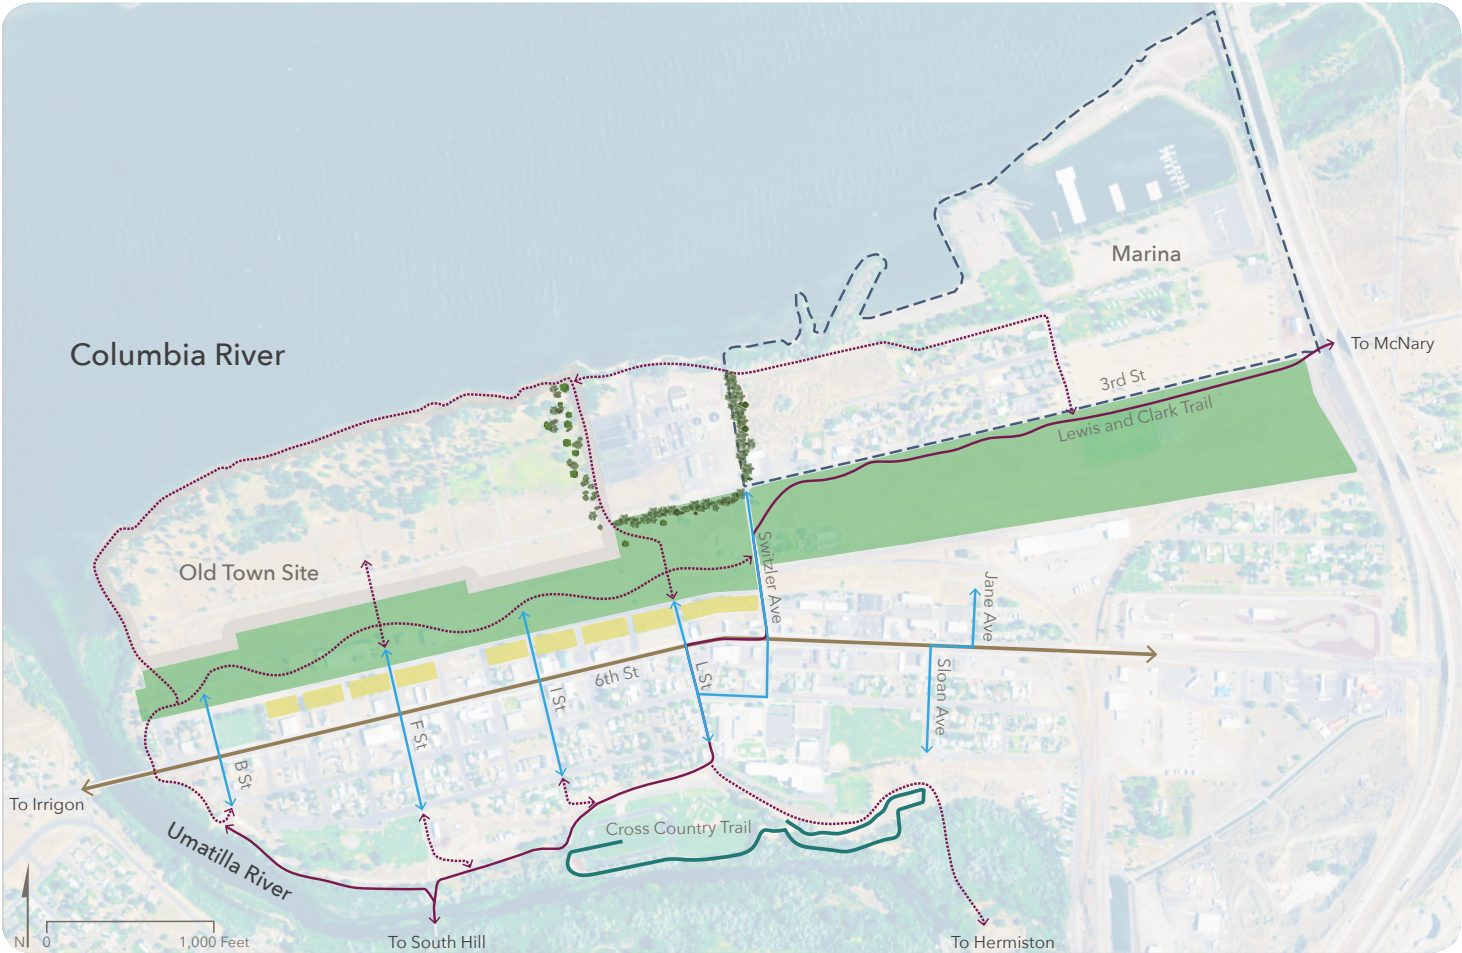 Marina
Columbia River
To McNary
3rd St
Lewis and Clark Trail
Old Town Site
Switzler Ave
Jane Ave
6th St
L St
I St
F St
B St
Sloan Ave
To Irrigon
Umatilla River
Cross Country Trail
N
0
1,000 Feet
To South Hill
To Hermiston